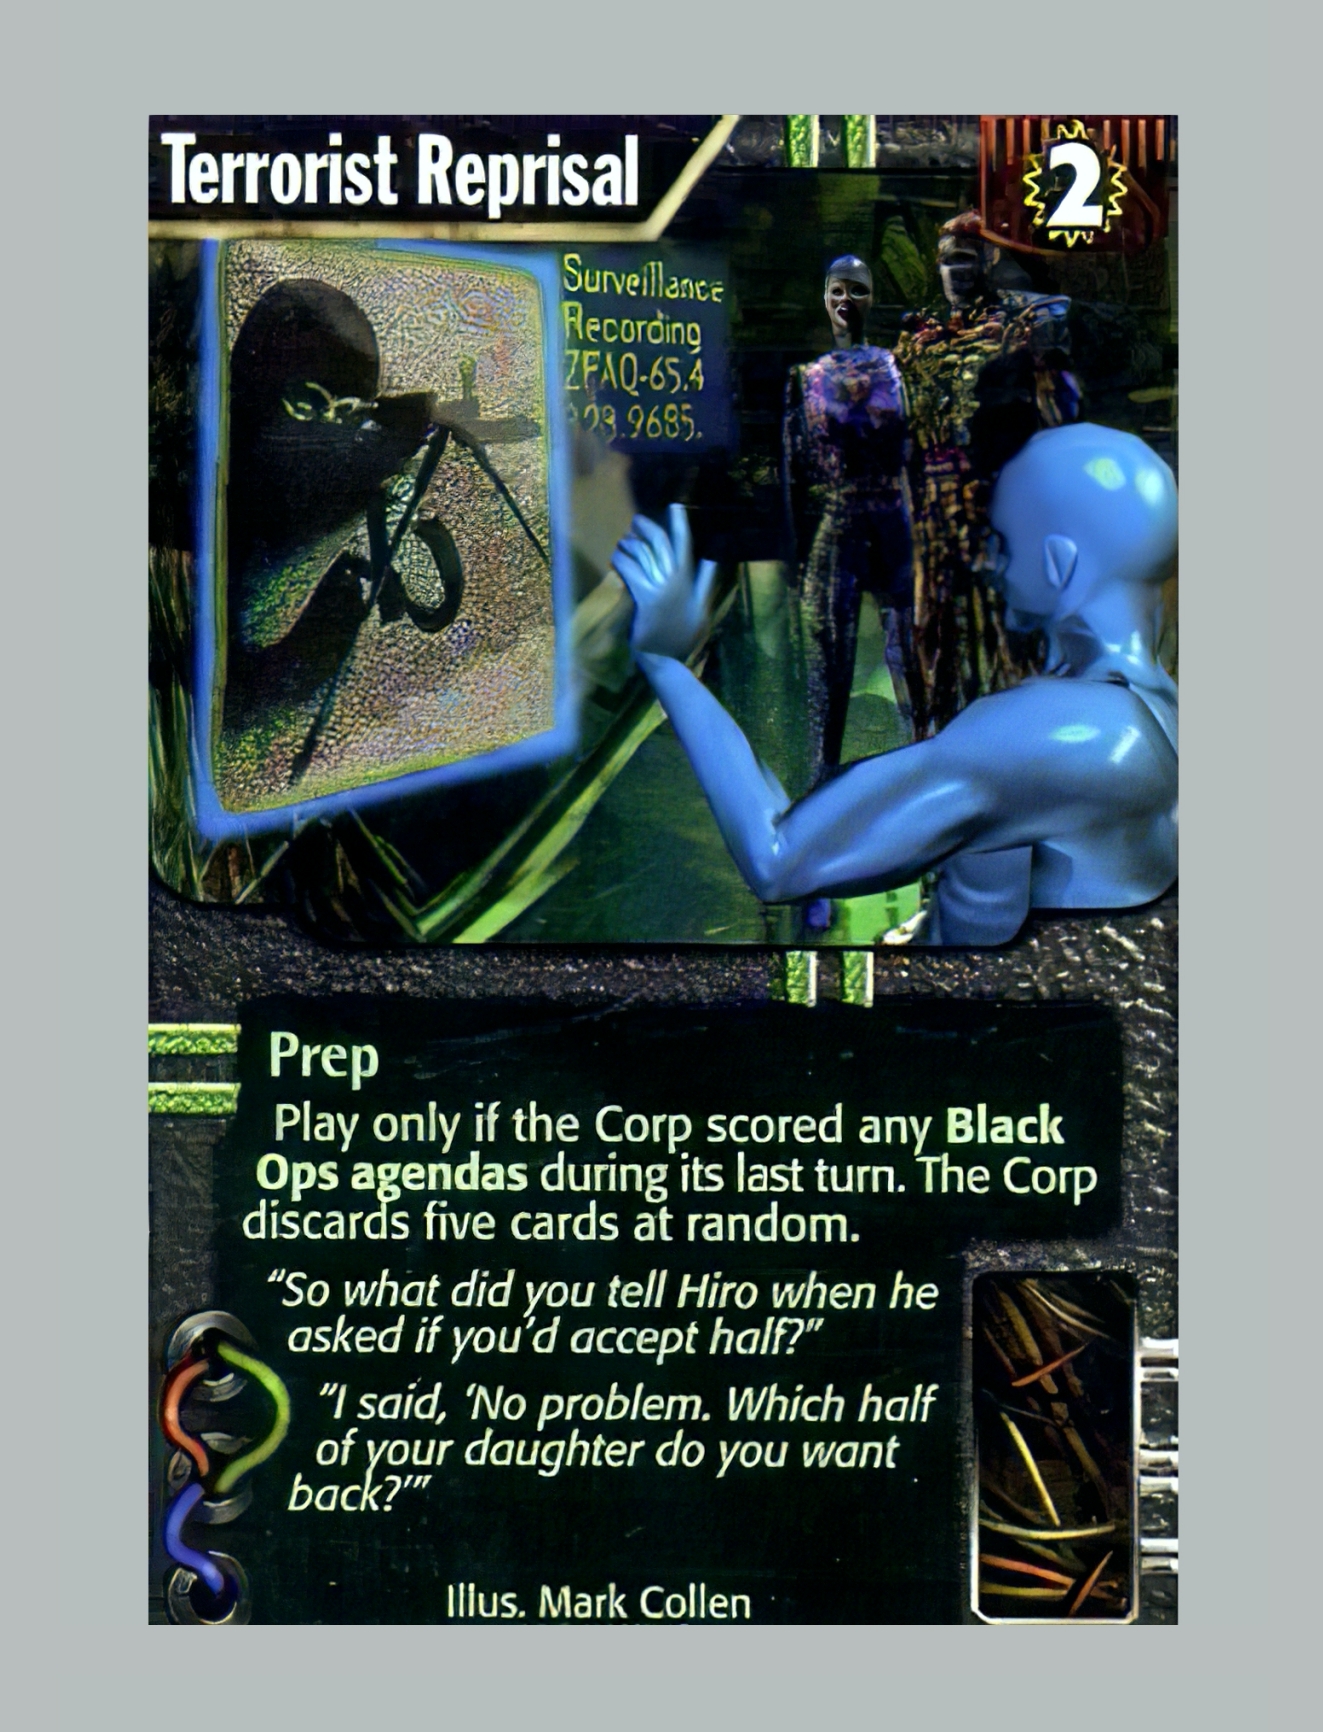 Terrorist Reprisal
2
Surveillance
Recording
ZFAQ-65.4
.9685.
Prep
Play only if the Corp scored any Black
Ops agendas during its last turn. The Corp
discards five cards at random.
“So what did you tell Hiro when he
asked if you’d accept half?”
“I said, ‘No problem. Which half
of your daughter do you want
back?’”
Illus. Mark Collen